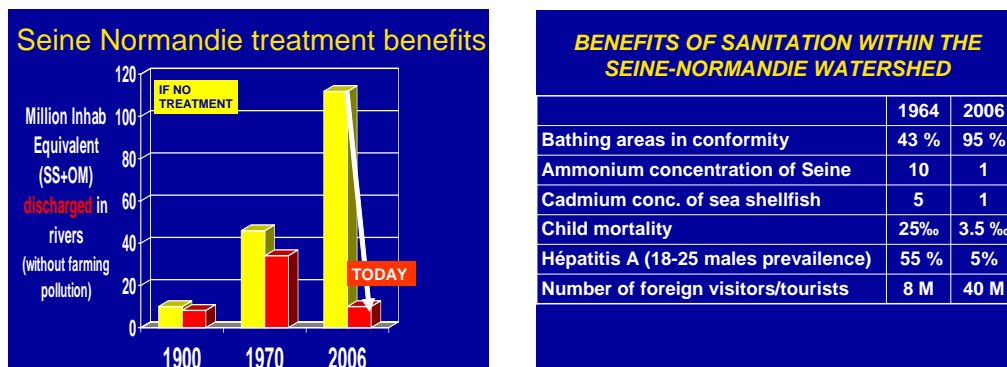 Seine Normandie treatment benefits
120
100
80
60
40
20
0
Million Inhab
Equivalent
(SS+OM)
discharged in
rivers
(without farming
pollution)
IF NO
TREATMENT
TODAY
1900 1970 2006
BENEFITS OF SANITATION WITHIN THE
SEINE-NORMANDIE WATERSHED
1964 2006
Bathing areas in conformity 43 % 95 %
Ammonium concentration of Seine 10 1
Cadmium conc. of sea shellfish 5 1
Child mortality 25‰ 3.5 ‰
Hépatitis A (18-25 males prevailence) 55 % 5%
Number of foreign visitors/tourists 8 M 40 M